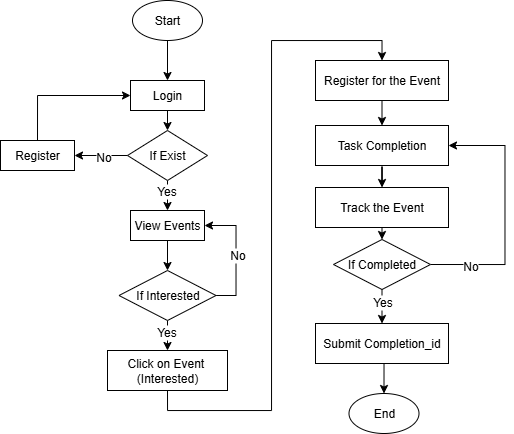 Start
Login
If Exist
No
Register
Yes
View Events
If Interested
No
Yes
Click on Event
(Interested)
Register for the Event
Task Completion
Track the Event
If Completed
No
Yes
Submit Completion_id
End